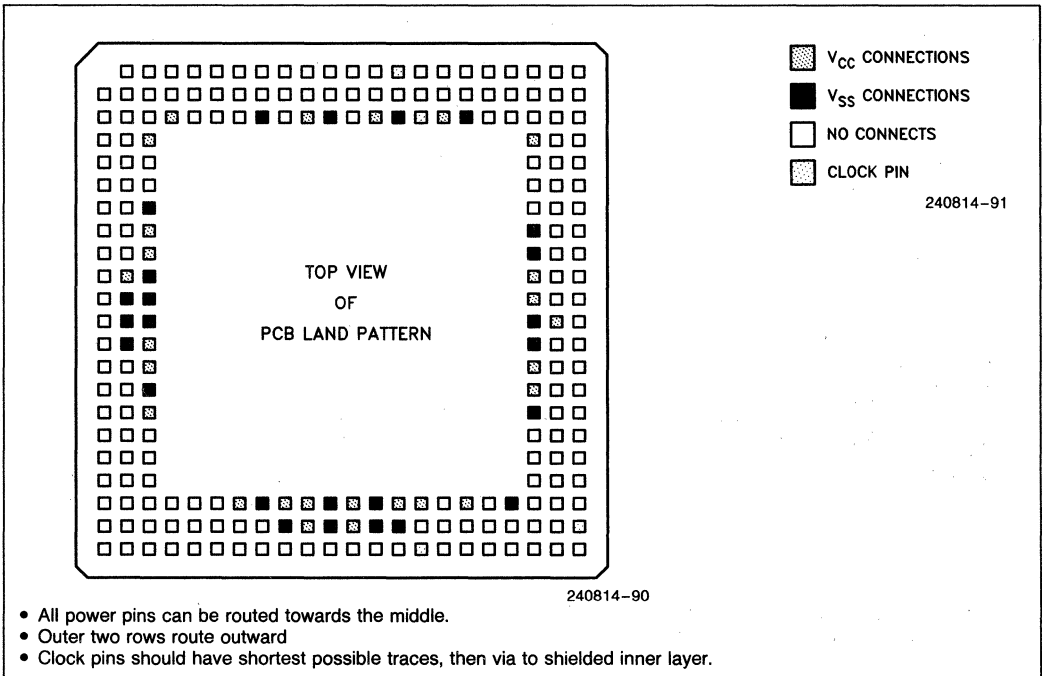 V_CC CONNECTIONS
V_SS CONNECTIONS
NO CONNECTS
CLOCK PIN
240814–91
TOP VIEW
OF
PCB LAND PATTERN
240814–90
• All power pins can be routed towards the middle.
• Outer two rows route outward
• Clock pins should have shortest possible traces, then via to shielded inner layer.